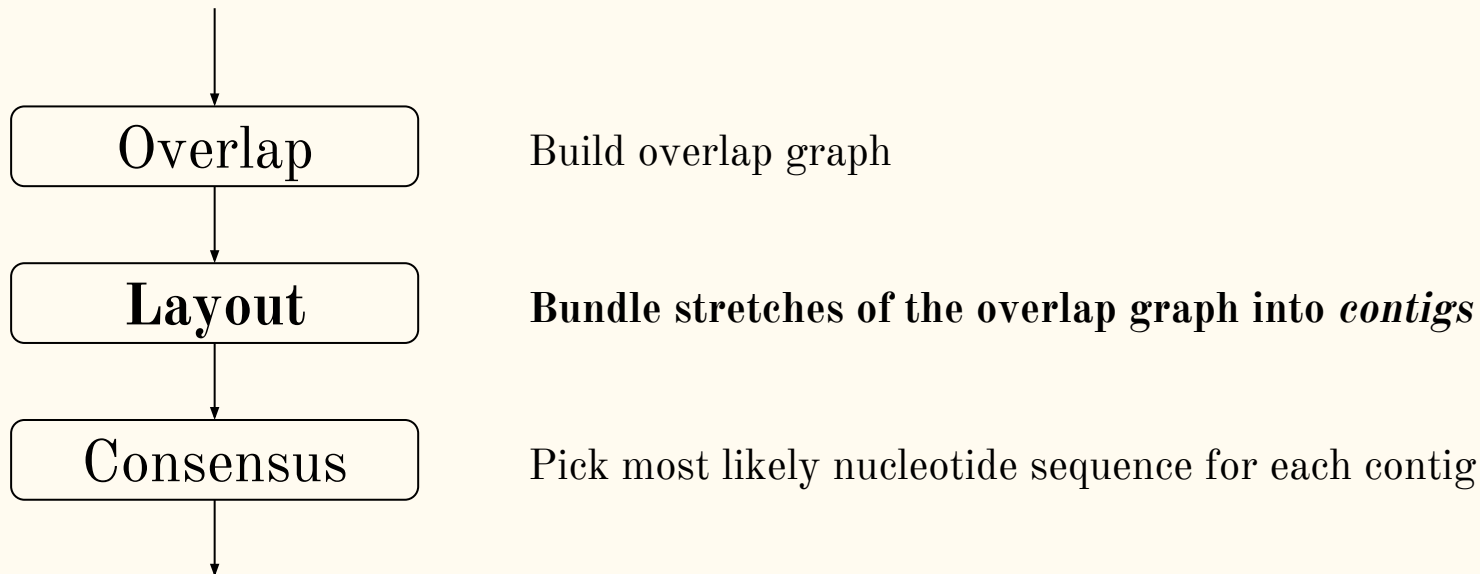 Overlap
Build overlap graph
Layout
Bundle stretches of the overlap graph into contigs
Consensus
Pick most likely nucleotide sequence for each contig